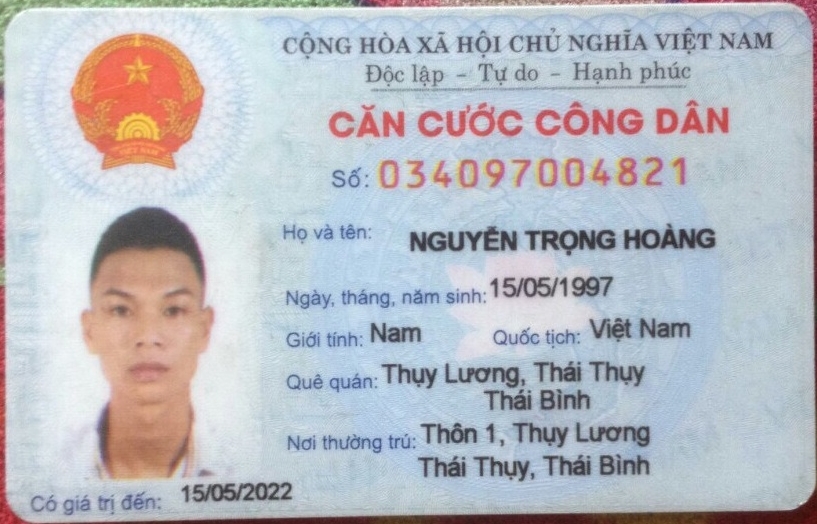 CỘNG HÒA XÃ HỘI CHỦ NGHĨA VIỆT NAM
Độc lập - Tự do - Hạnh phúc
CĂN CƯỚC CÔNG DÂN
Số: 034097004821
Họ và tên: NGUYỄN TRỌNG HOÀNG
Ngày, tháng, năm sinh: 15/05/1997
Giới tính: Nam Quốc tịch: Việt Nam
Quê quán: Thụy Lương, Thái Thụy
Thái Bình
Nơi thường trú: Thôn 1, Thụy Lương
Thái Thụy, Thái Bình
Có giá trị đến: 15/05/2022